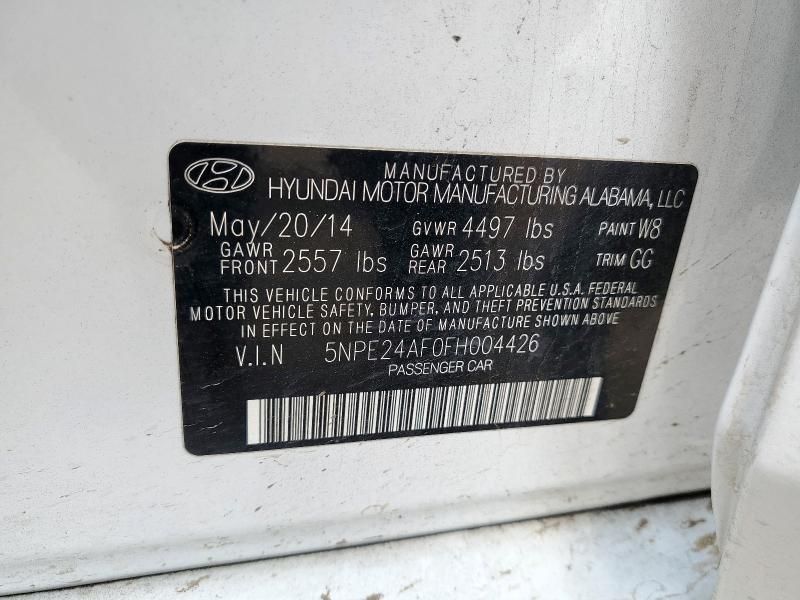 MANUFACTURED BY
HYUNDAI MOTOR MANUFACTURING ALABAMA, LLC
May/20/14 GVWR 4497 lbs PAINT W8
GAWR FRONT 2557 lbs GAWR REAR 2513 lbs TRIM GG
THIS VEHICLE CONFORMS TO ALL APPLICABLE U.S.A. FEDERAL
MOTOR VEHICLE SAFETY, BUMPER, AND THEFT PREVENTION STANDARDS
IN EFFECT ON THE DATE OF MANUFACTURING SHOWN ABOVE
V.I.N 5NPE24AF0FH004426
PASSENGER CAR